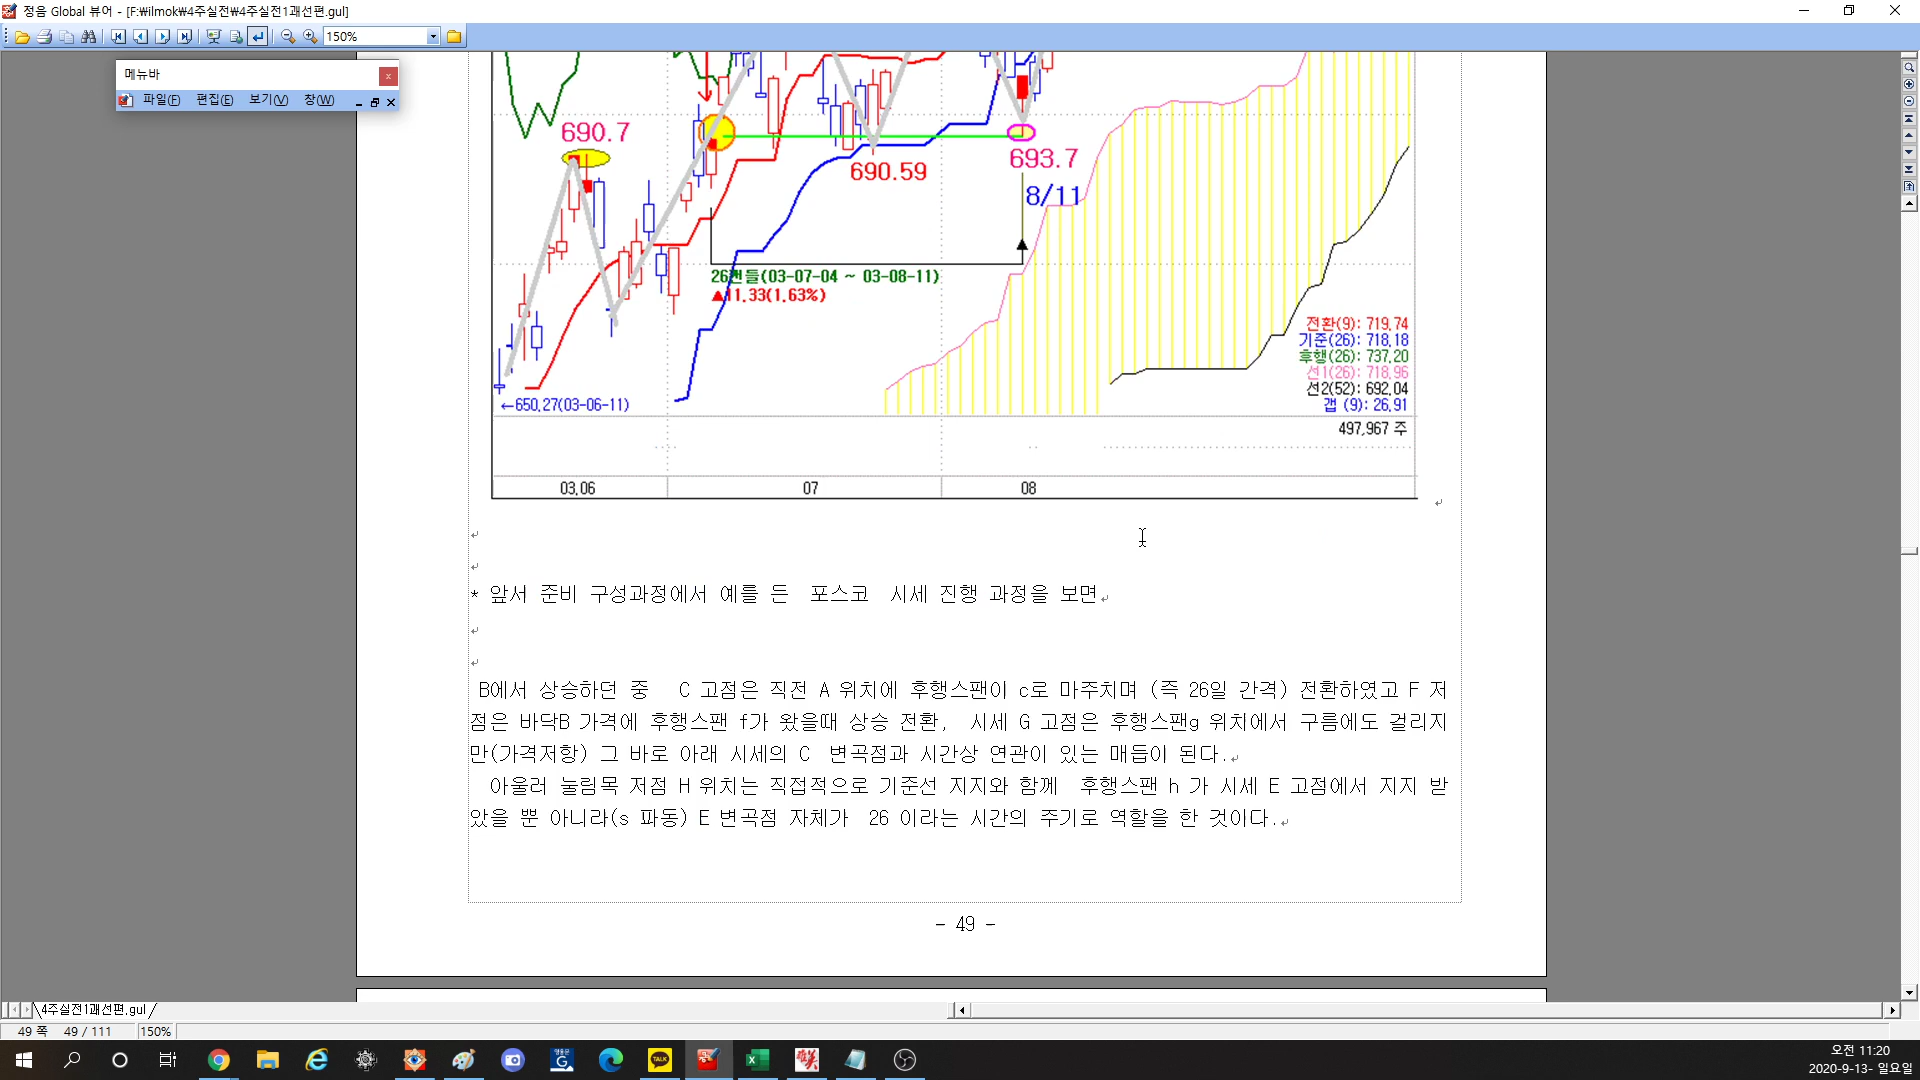 정음 Global 뷰어 - [F:₩ilmok₩4주실전₩4주실전1괘선편.gul]
150%
메뉴바
파일(F) 편집(E) 보기(V) 창(W)
690.7
690.59
693.7
8/11
26캔들(03-07-04 ~ 03-08-11)
▲11.33(1.63%)
전환(9): 719.74
기준(26): 718.18
후행(26): 737.20
선1(26): 718.96
선2(52): 692.04
갭 (9): 26.91
←650.27(03-06-11)
497,967 주
03.06 07 08
* 앞서 준비 구성과정에서 예를 든 포스코 시세 진행 과정을 보면
B에서 상승하던 중 C 고점은 직전 A 위치에 후행스팬이 c로 마주치며 (즉 26일 간격) 전환하였고 F 저
점은 바닥B 가격에 후행스팬 f가 왔을때 상승 전환, 시세 G 고점은 후행스팬g 위치에서 구름에도 걸리지
만(가격저항) 그 바로 아래 시세의 C 변곡점과 시간상 연관이 있는 매듭이 된다.
아울러 눌림목 저점 H 위치는 직접적으로 기준선 지지와 함께 후행스팬 h 가 시세 E 고점에서 지지 받
았을 뿐 아니라(s 파동) E 변곡점 자체가 26 이라는 시간의 주기로 역할을 한 것이다.
- 49 -
4주실전1괘선편.gul
49 쪽 49 / 111 150%
TALK
오전 11:20
2020-9-13- 일요일